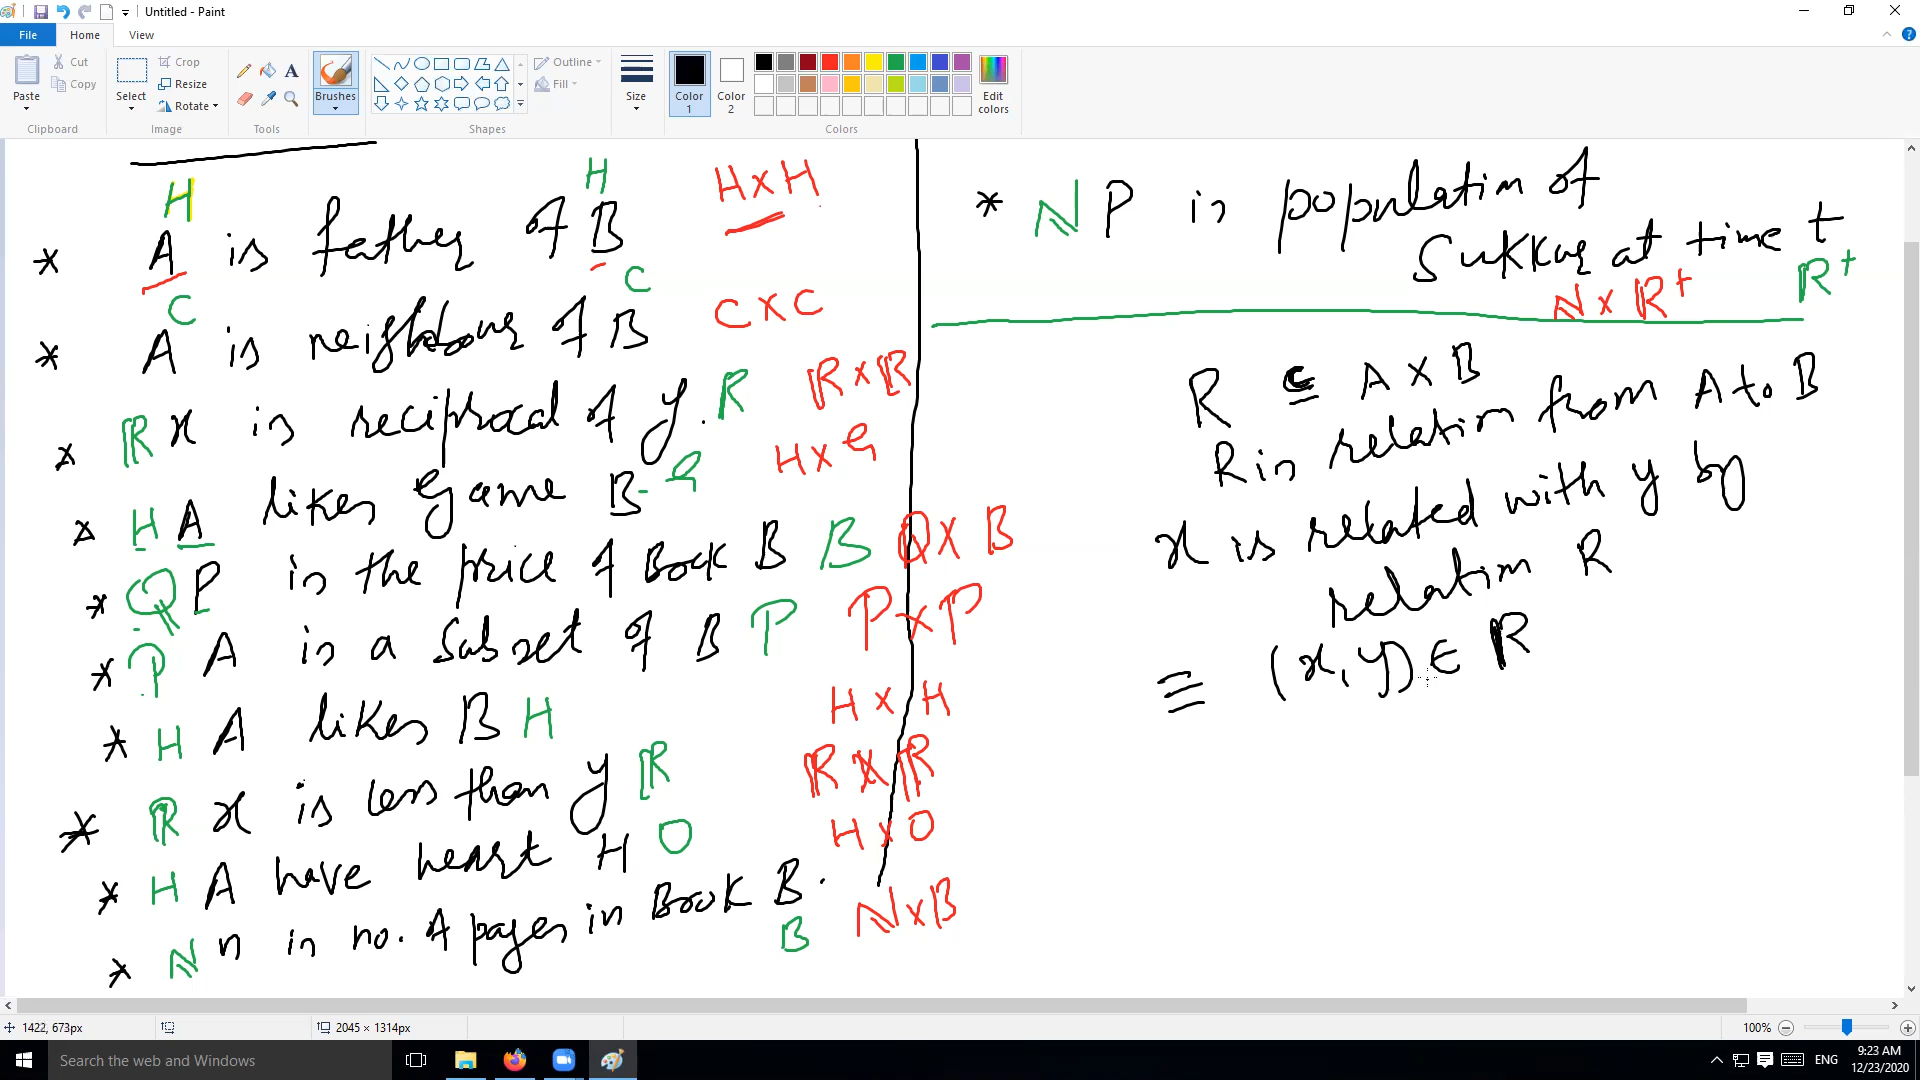 Untitled - Paint
File Home View
Paste Cut Copy Clipboard
Select Crop Resize Rotate Image
Tools
Brushes
Outline Fill Shapes
Size
Color 1 Color 2 Edit colors Colors
H H H x H
* A is father of B
C C C x C
* A is neighbour of B
* R x is reciprocal of y. R R x R
* H A likes Game B G H x G
* Q P is the price of Book B B Q x B
* P A is a Subset of B P P x P
* H A likes B H H x H
* R x is less than y R R x R
* H A have heart H O H x O
* N n is no. of pages in Book B. B N x B
* N P is population of
Sukkur at time t R+
N x R+
R ⊆ A x B
R is relation from A to B
x is related with y by
relation R
≡ (x, y) ∈ R
1422, 673px 2045 × 1314px 100%
Search the web and Windows
ENG 9:23 AM
12/23/2020